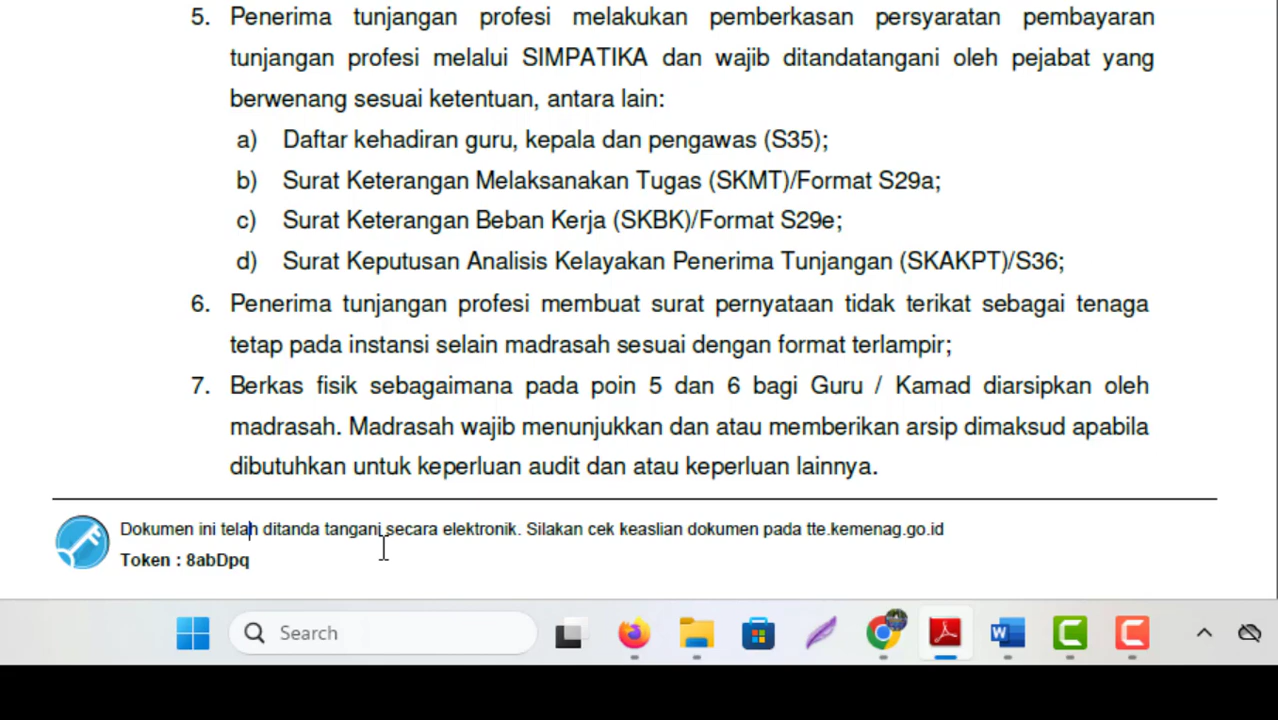 5. Penerima tunjangan profesi melakukan pemberkasan persyaratan pembayaran
tunjangan profesi melalui SIMPATIKA dan wajib ditandatangani oleh pejabat yang
berwenang sesuai ketentuan, antara lain:
a) Daftar kehadiran guru, kepala dan pengawas (S35);
b) Surat Keterangan Melaksanakan Tugas (SKMT)/Format S29a;
c) Surat Keterangan Beban Kerja (SKBK)/Format S29e;
d) Surat Keputusan Analisis Kelayakan Penerima Tunjangan (SKAKPT)/S36;
6. Penerima tunjangan profesi membuat surat pernyataan tidak terikat sebagai tenaga
tetap pada instansi selain madrasah sesuai dengan format terlampir;
7. Berkas fisik sebagaimana pada poin 5 dan 6 bagi Guru / Kamad diarsipkan oleh
madrasah. Madrasah wajib menunjukkan dan atau memberikan arsip dimaksud apabila
dibutuhkan untuk keperluan audit dan atau keperluan lainnya.
Dokumen ini telah ditanda tangani secara elektronik. Silakan cek keaslian dokumen pada tte.kemenag.go.id
Token : 8abDpq
Search